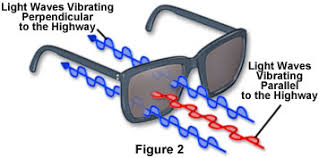 Light Waves Vibrating
Perpendicular
to the Highway
Light Waves
Vibrating
Parallel
to the Highway
Figure 2